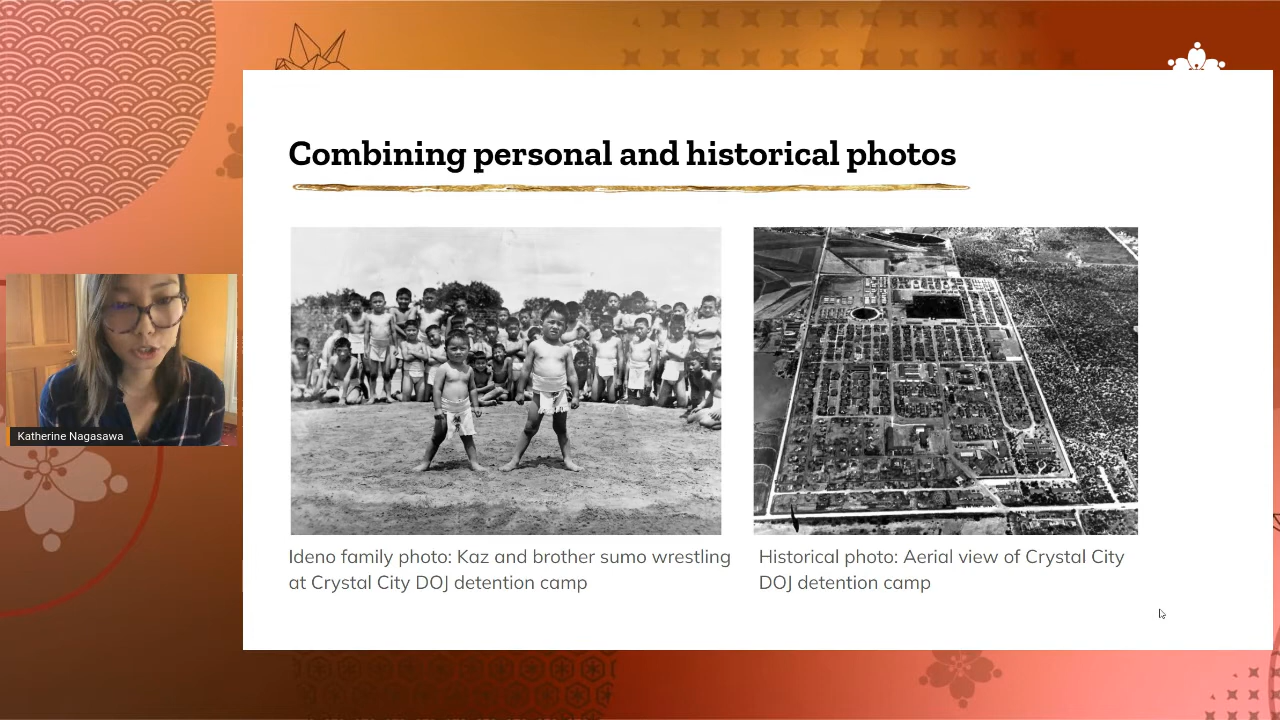 Combining personal and historical photos
Katherine Nagasawa
Ideno family photo: Kaz and brother sumo wrestling
at Crystal City DOJ detention camp
Historical photo: Aerial view of Crystal City
DOJ detention camp